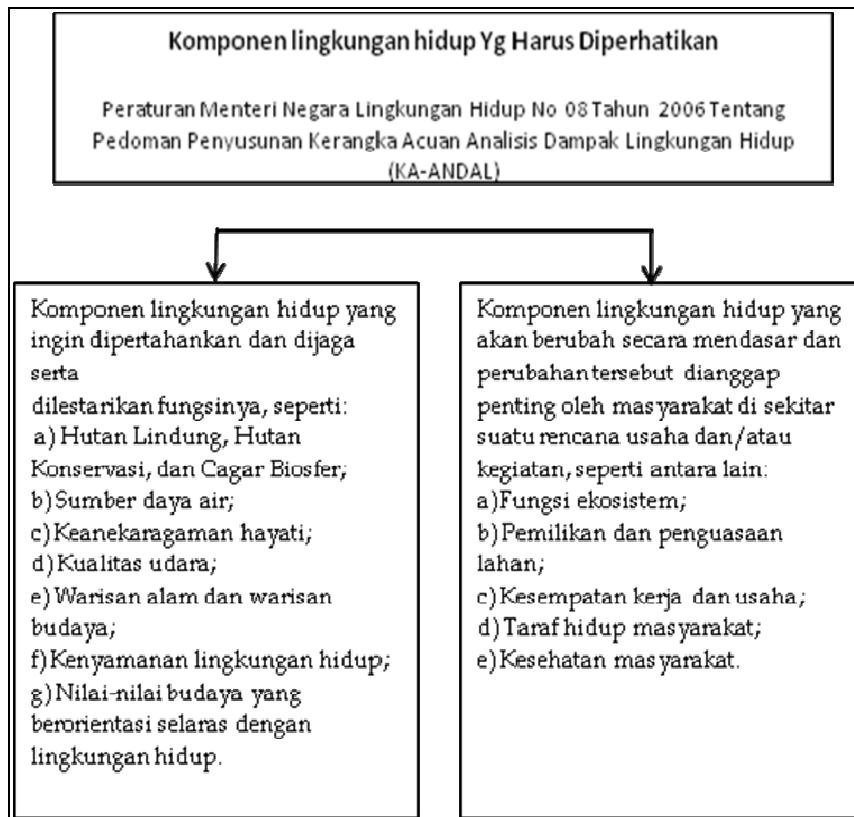 Komponen lingkungan hidup Yg Harus Diperhatikan
Peraturan Menteri Negara Lingkungan Hidup No 08 Tahun 2006 Tentang
Pedoman Penyusunan Kerangka Acuan Analisis Dampak Lingkungan Hidup
(KA-ANDAL)
Komponen lingkungan hidup yang
ingin dipertahankan dan dijaga
serta
dilestarikan fungsinya, seperti:
a) Hutan Lindung, Hutan
Konservasi, dan Cagar Biosfer;
b) Sumber daya air;
c) Keanekaragaman hayati;
d) Kualitas udara;
e) Warisan alam dan warisan
budaya;
f) Kenyamanan lingkungan hidup;
g) Nilai-nilai budaya yang
berorientasi selaras dengan
lingkungan hidup.
Komponen lingkungan hidup yang
akan berubah secara mendasar dan
perubahan tersebut dianggap
penting oleh masyarakat di sekitar
suatu rencana usaha dan/atau
kegiatan, seperti antara lain:
a) Fungsi ekosistem;
b) Pemilikan dan penguasaan
lahan;
c) Kesempatan kerja dan usaha;
d) Taraf hidup masyarakat;
e) Kesehatan masyarakat.